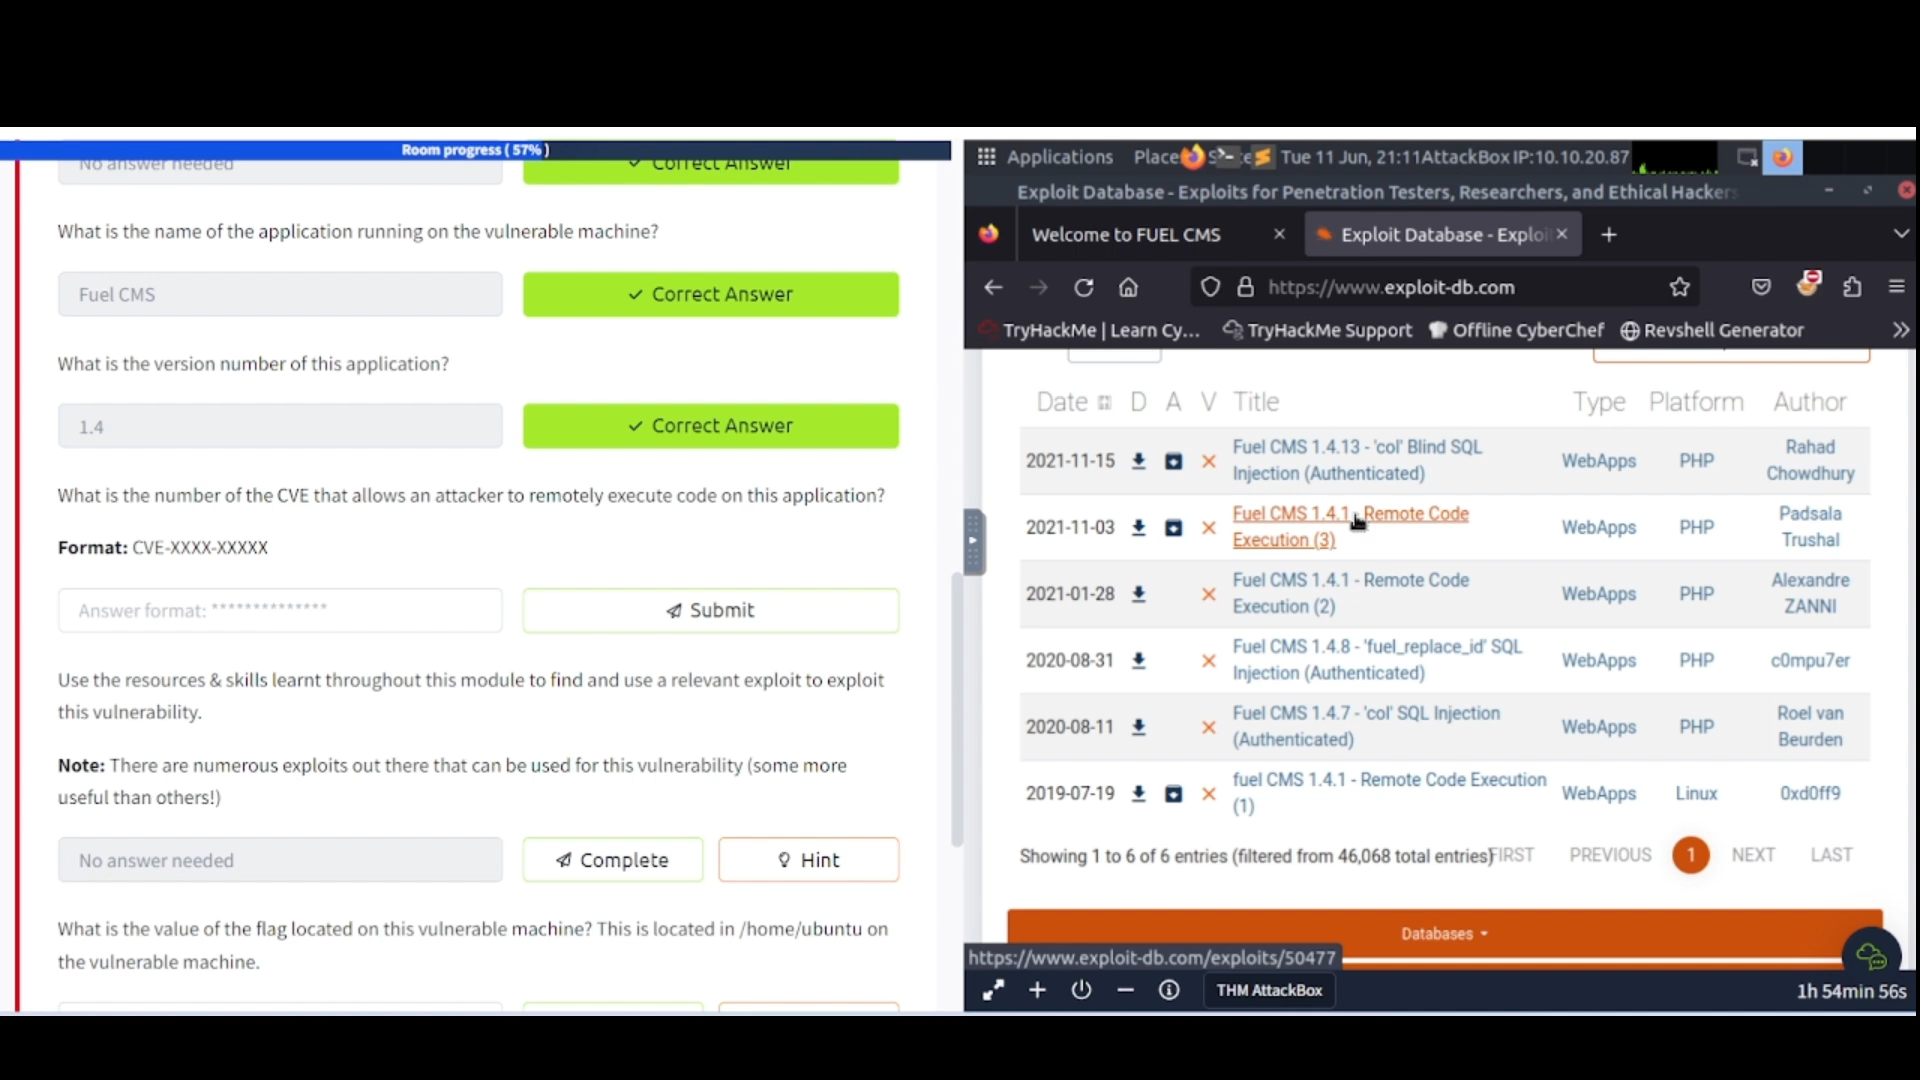 Room progress ( 57% )
No answer needed
Correct Answer
What is the name of the application running on the vulnerable machine?
Fuel CMS
Correct Answer
What is the version number of this application?
1.4
Correct Answer
What is the number of the CVE that allows an attacker to remotely execute code on this application?
Format: CVE-XXXX-XXXXX
Answer format: **************
Submit
Use the resources & skills learnt throughout this module to find and use a relevant exploit to exploit
this vulnerability.
Note: There are numerous exploits out there that can be used for this vulnerability (some more
useful than others!)
No answer needed
Complete
Hint
What is the value of the flag located on this vulnerable machine? This is located in /home/ubuntu on
the vulnerable machine.
Applications Place Tue 11 Jun, 21:11 AttackBox IP:10.10.20.87
Exploit Database - Exploits for Penetration Testers, Researchers, and Ethical Hackers
Welcome to FUEL CMS
Exploit Database - Exploi
https://www.exploit-db.com
TryHackMe | Learn Cy... TryHackMe Support Offline CyberChef Revshell Generator
Date D A V Title Type Platform Author
2021-11-15 Fuel CMS 1.4.13 - 'col' Blind SQL Injection (Authenticated) WebApps PHP Rahad Chowdhury
2021-11-03 Fuel CMS 1.4.1 - Remote Code Execution (3) WebApps PHP Padsala Trushal
2021-01-28 Fuel CMS 1.4.1 - Remote Code Execution (2) WebApps PHP Alexandre ZANNI
2020-08-31 Fuel CMS 1.4.8 - 'fuel_replace_id' SQL Injection (Authenticated) WebApps PHP c0mpu7er
2020-08-11 Fuel CMS 1.4.7 - 'col' SQL Injection (Authenticated) WebApps PHP Roel van Beurden
2019-07-19 fuel CMS 1.4.1 - Remote Code Execution (1) WebApps Linux 0xd0ff9
Showing 1 to 6 of 6 entries (filtered from 46,068 total entries)
FIRST PREVIOUS 1 NEXT LAST
Databases
https://www.exploit-db.com/exploits/50477
THM AttackBox
1h 54min 56s